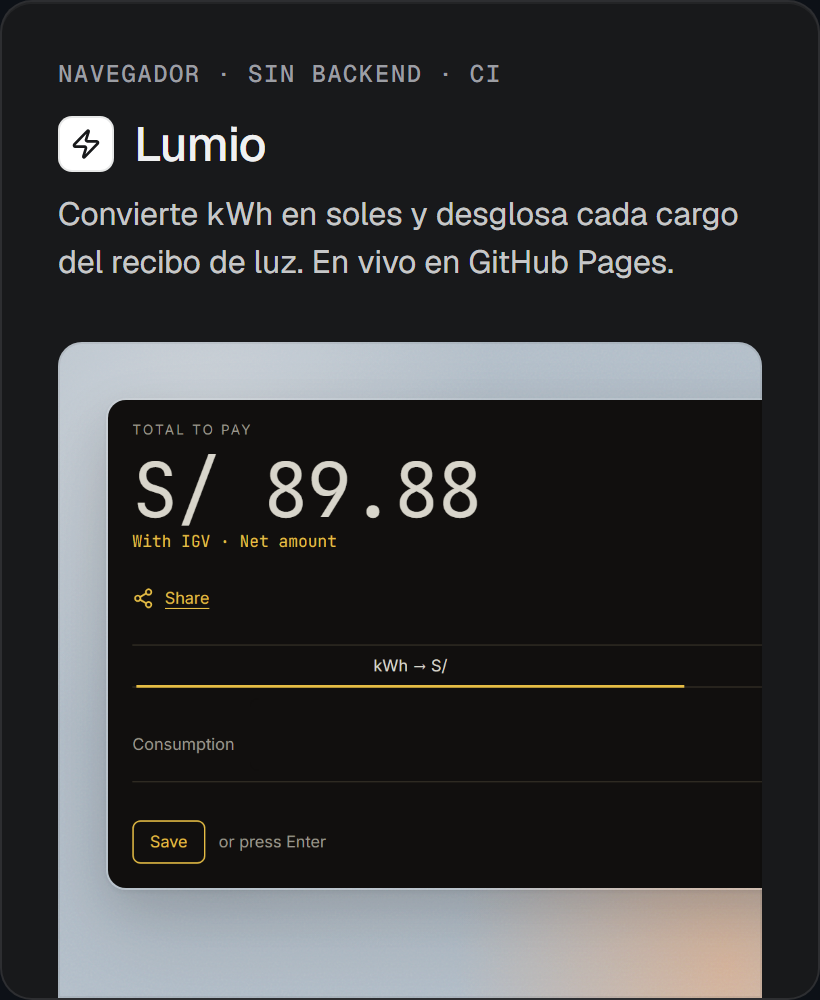 NAVEGADOR · SIN BACKEND · CI
Lumio
Convierte kWh en soles y desglosa cada cargo
del recibo de luz. En vivo en GitHub Pages.
TOTAL TO PAY
S/ 89.88
With IGV · Net amount
Share
kWh → S/
Consumption
Save or press Enter